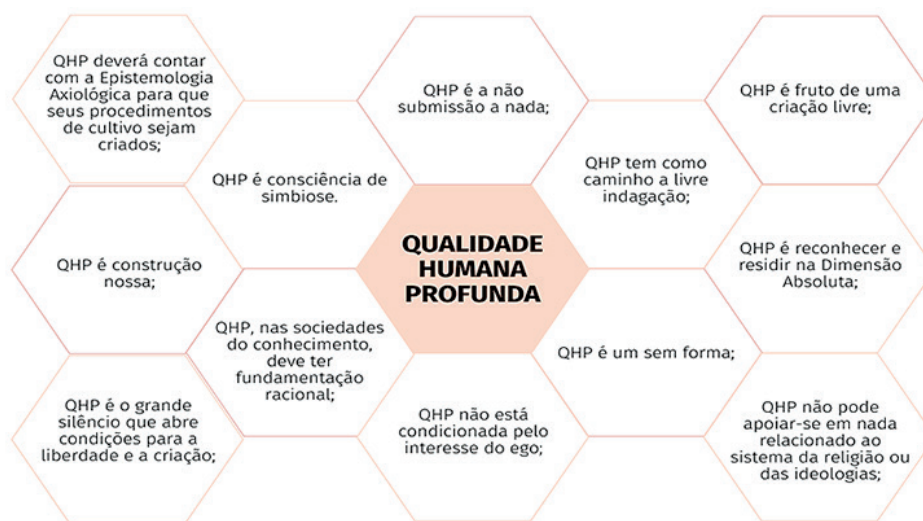 QHP deverá contar
com a Epistemologia
Axiológica para que
seus procedimentos
de cultivo sejam
criados;
QHP é a não
submissão a nada;
QHP é fruto de uma
criação livre;
QHP é consciência de
simbiose.
QHP tem como
caminho a livre
indagação;
QHP é construção
nossa;
QUALIDADE
HUMANA
PROFUNDA
QHP é reconhecer e
residir na Dimensão
Absoluta;
QHP, nas sociedades
do conhecimento,
deve ter
fundamentação
racional;
QHP é um sem forma;
QHP é o grande
silêncio que abre
condições para a
liberdade e a criação;
QHP não está
condicionada pelo
interesse do ego;
QHP não pode
apoiar-se em nada
relacionado ao
sistema da religião ou
das ideologias;